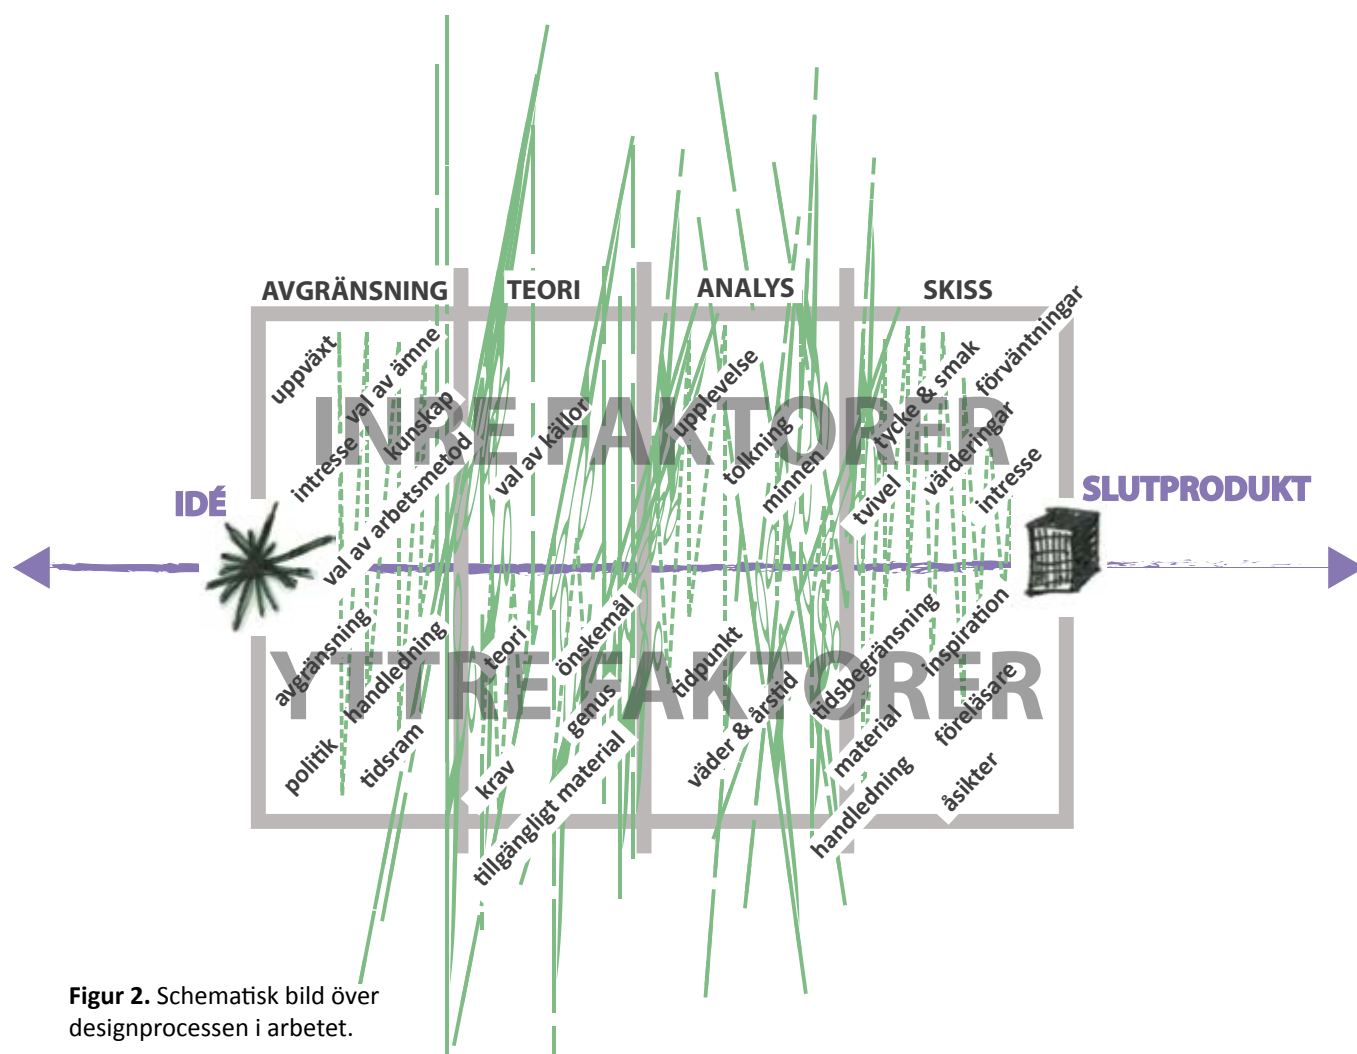 AVGRÄNSNING
TEORI
ANALYS
SKISS
INRE FAKTORER
uppväxt
val av ämne
intresse
kunskap
val av arbetsmetod
val av källor
upplevelse
tolkning
minnen
tycke & smak
förväntningar
tvivel
värderingar
intresse
IDÉ
SLUTPRODUKT
YTTRE FAKTORER
avgränsning
handledning
politik
tidsram
teori
önskemål
genus
krav
tillgängligt material
tidpunkt
väder & årstid
tidsbegränsning
inspiration
material
föreläsare
handledning
åsikter
Figur 2. Schematisk bild över
designprocessen i arbetet.